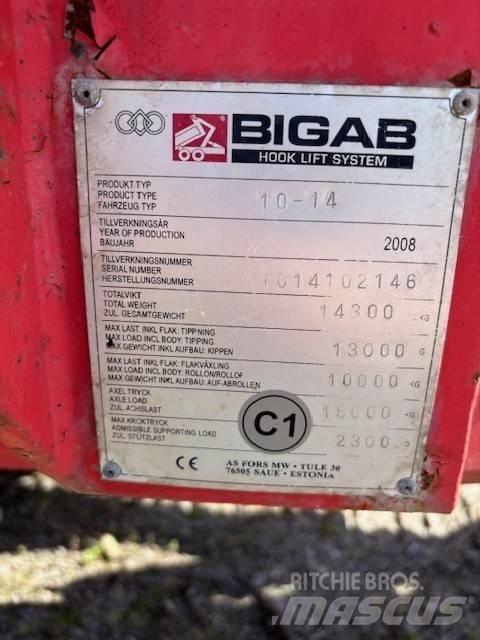 BIGAB
HOOK LIFT SYSTEM
PRODUKT TYP
PRODUCT TYPE
FAHRZEUG TYP
10-14
TILLVERKNINGSÅR
YEAR OF PRODUCTION
BAUJAHR
2008
TILLVERKNINGSNUMMER
SERIAL NUMBER
HERSTELLUNGSNUMMER
7014102146
TOTALVIKT
TOTAL WEIGHT
ZUL. GESAMTGEWICHT
14300 KG
MAX LAST INKL FLAK: TIPPNING
MAX LOAD INCL BODY: TIPPING
MAX GEWICHT INKL AUFBAU: KIPPEN
13000 G
MAX LAST INKL FLAK: FLAKVÄXLING
MAX LOAD INCL BODY: ROLLON/ROLLOF
MAX GEWICHT INKL AUFBAU: AUF-ABROLLEN
10000 G
AXELTRYCK
AXLE LOAD
ZUL. ACHSLAST
15000 KG
MAX KROKTRYCK
ADMISSIBLE SUPPORTING LOAD
ZUL. STÜTZLAST
2300 KG
C1
CE
AS FORS MW • TULE 30
76505 SAUE • ESTONIA
RITCHIE BROS.
MASCUS